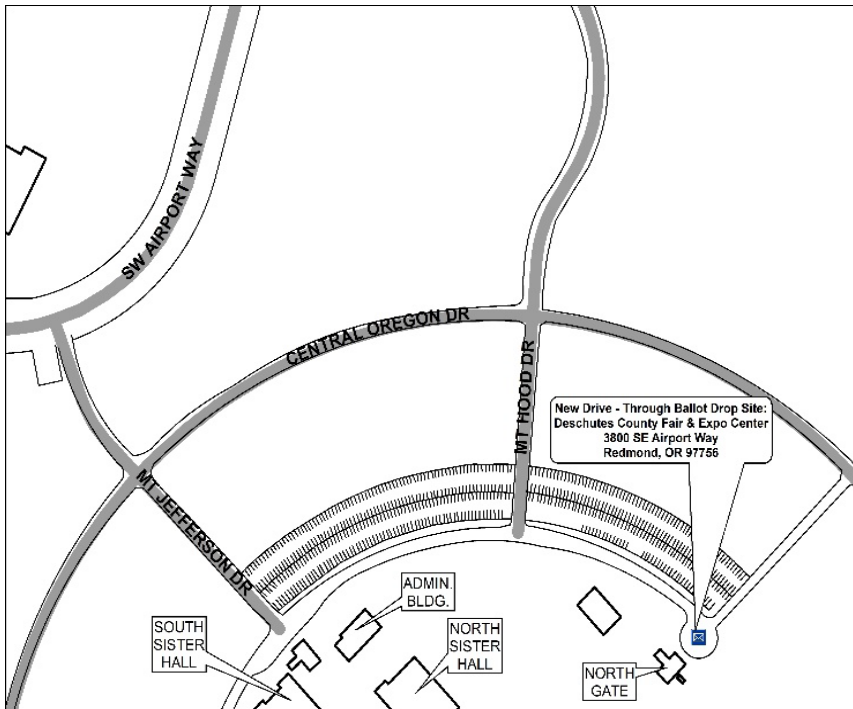 SW AIRPORT WAY
CENTRAL OREGON DR
MT HOOD DR
New Drive - Through Ballot Drop Site:
Deschutes County Fair & Expo Center
3800 SE Airport Way
Redmond, OR 97756
MT JEFFERSON DR
ADMIN.
BLDG.
SOUTH
SISTER
HALL
NORTH
SISTER
HALL
NORTH
GATE